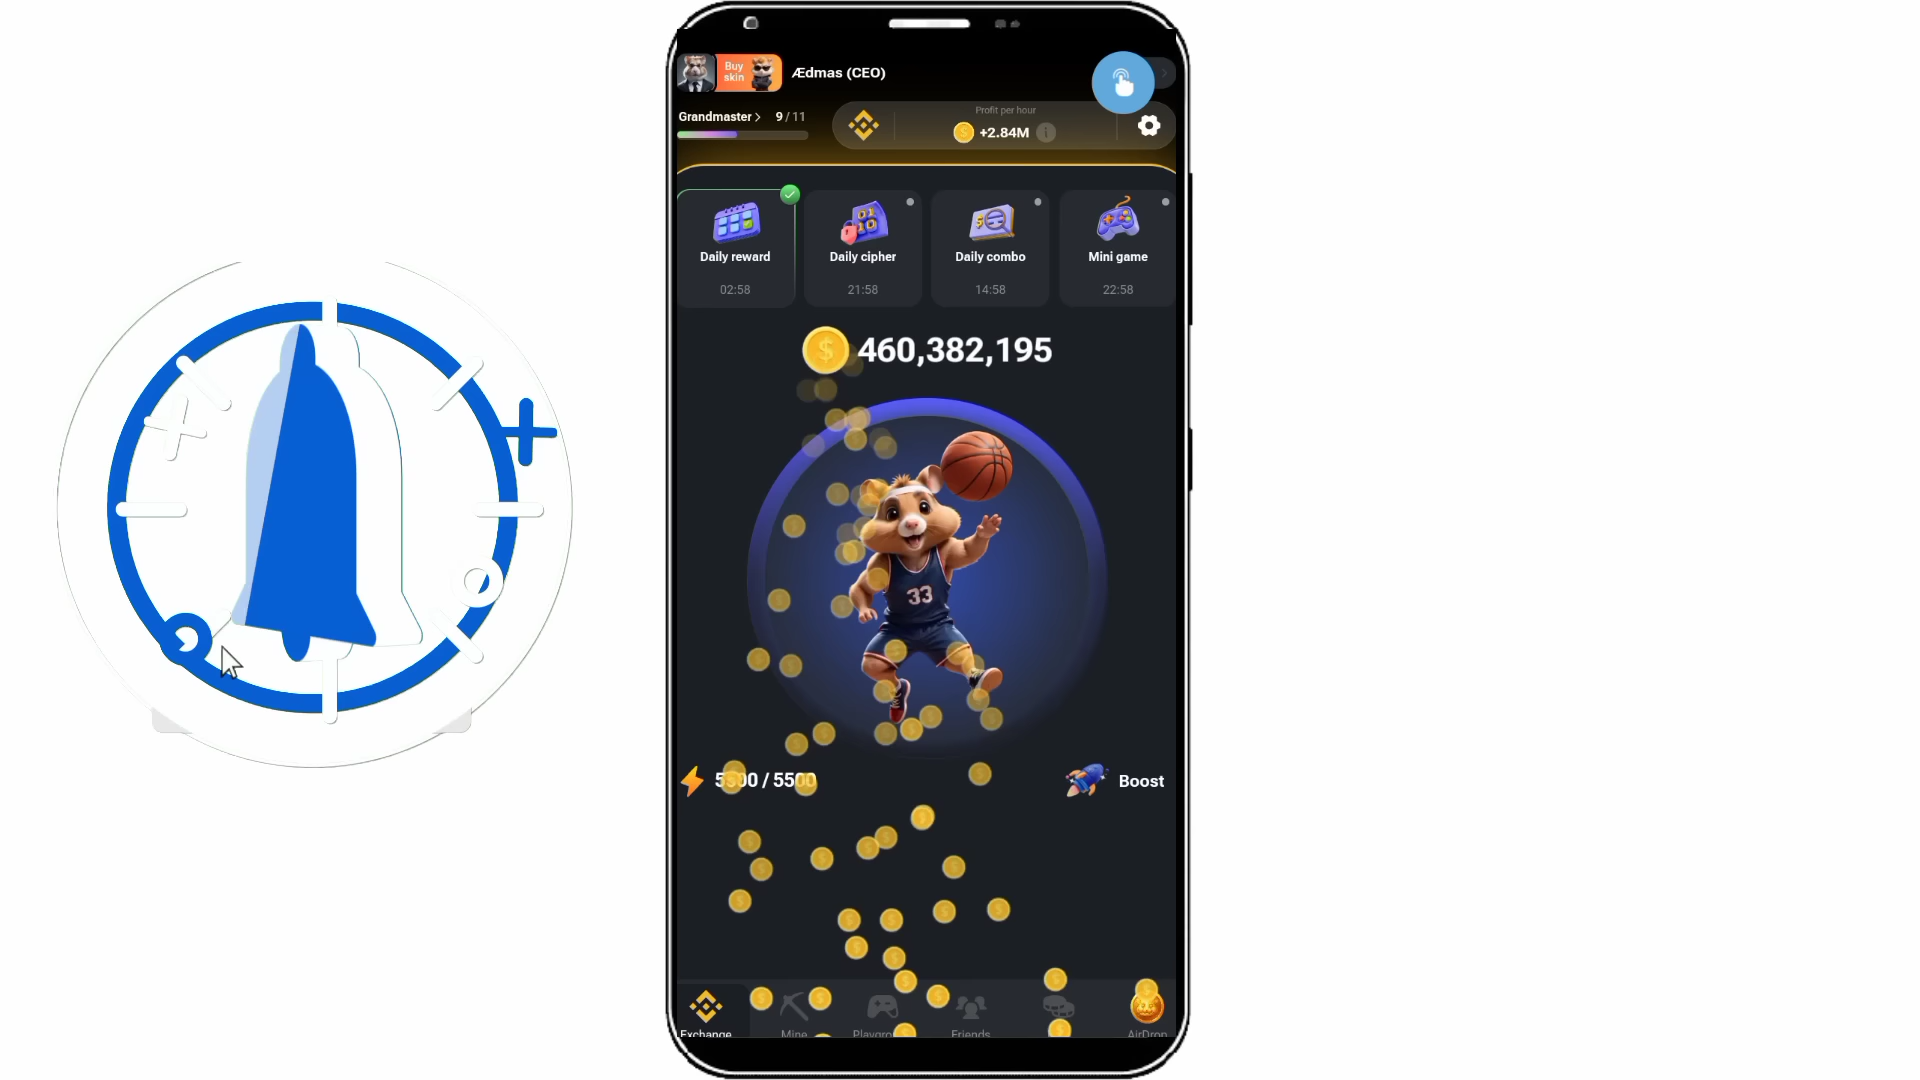 Buy
skin
Ædmas (CEO)
Grandmaster
9 / 11
Profit per hour
+2.84M
Daily reward
02:58
Daily cipher
21:58
Daily combo
14:58
Mini game
22:58
460,382,195
33
5500 / 5500
Boost
Exchange
Mine
Friends
AirDrop